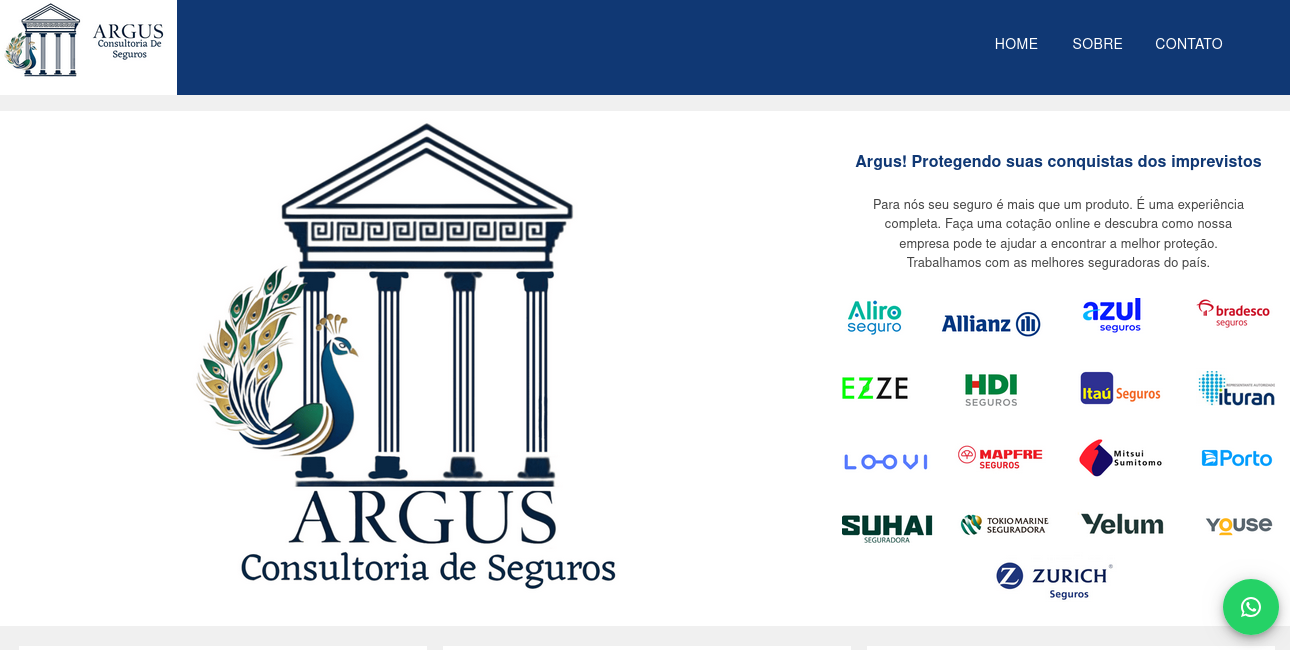 ARGUS
Consultoria De
Seguros
HOME SOBRE CONTATO
ARGUS
Consultoria de Seguros
Argus! Protegendo suas conquistas dos imprevistos
Para nós seu seguro é mais que um produto. É uma experiência
completa. Faça uma cotação online e descubra como nossa
empresa pode te ajudar a encontrar a melhor proteção.
Trabalhamos com as melhores seguradoras do país.
Aliro
seguro
Allianz
azul
seguros
bradesco
seguros
EZZE
HDI
SEGUROS
Itaú Seguros
REPRESENTANTE AUTORIZADO
ituran
LOOVI
MAPFRE
SEGUROS
Mitsui
Sumitomo
Porto
SUHAI
SEGURADORA
TOKIO MARINE
SEGURADORA
Yelum
YOUSE
Z ZURICH®
Seguros